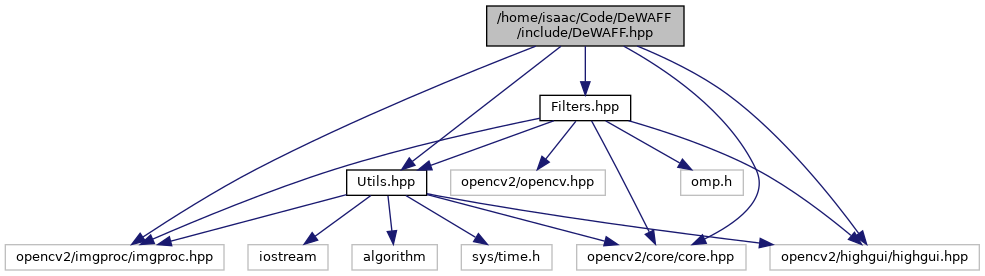 /home/isaac/Code/DeWAFF
/include/DeWAFF.hpp
Filters.hpp
Utils.hpp
opencv2/opencv.hpp
omp.h
opencv2/imgproc/imgproc.hpp
iostream
algorithm
sys/time.h
opencv2/core/core.hpp
opencv2/highgui/highgui.hpp